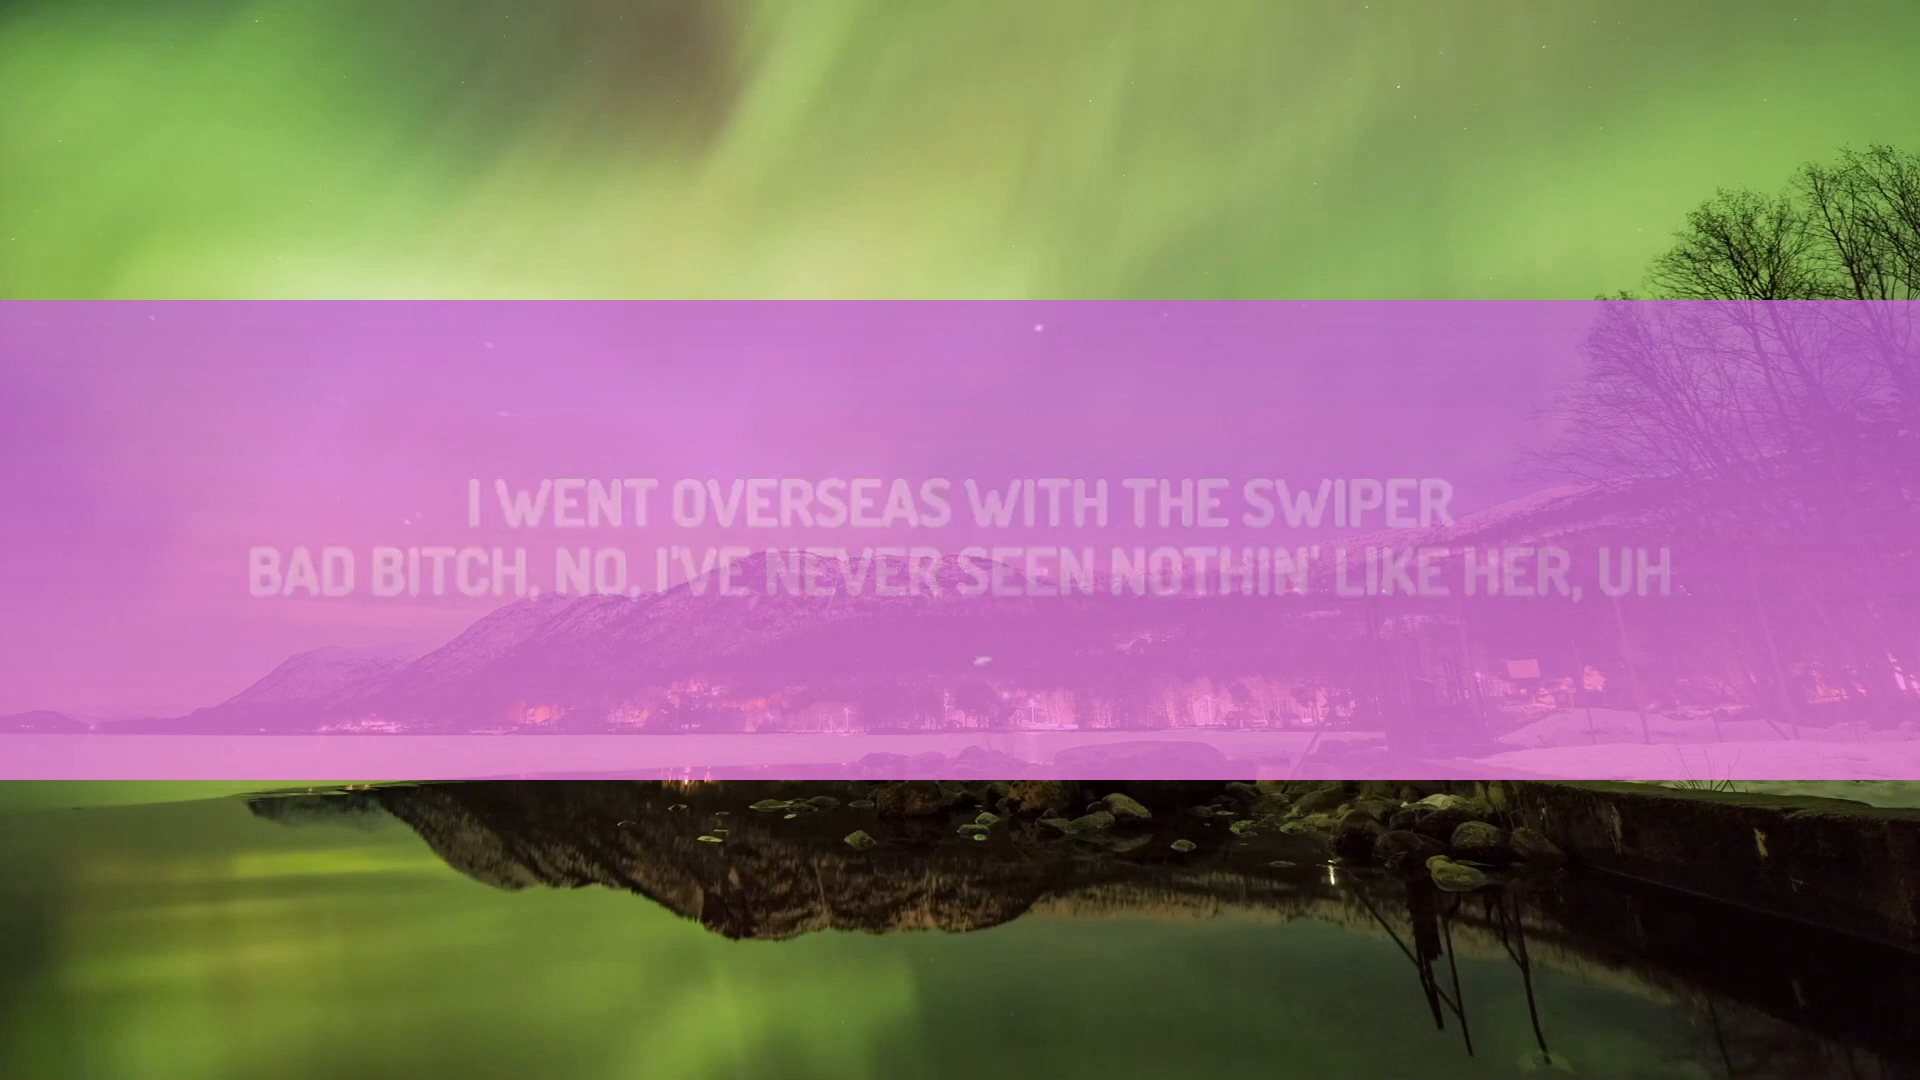 I WENT OVERSEAS WITH THE SWIPER
BAD BITCH, NO, I'VE NEVER SEEN NOTHIN' LIKE HER, UH